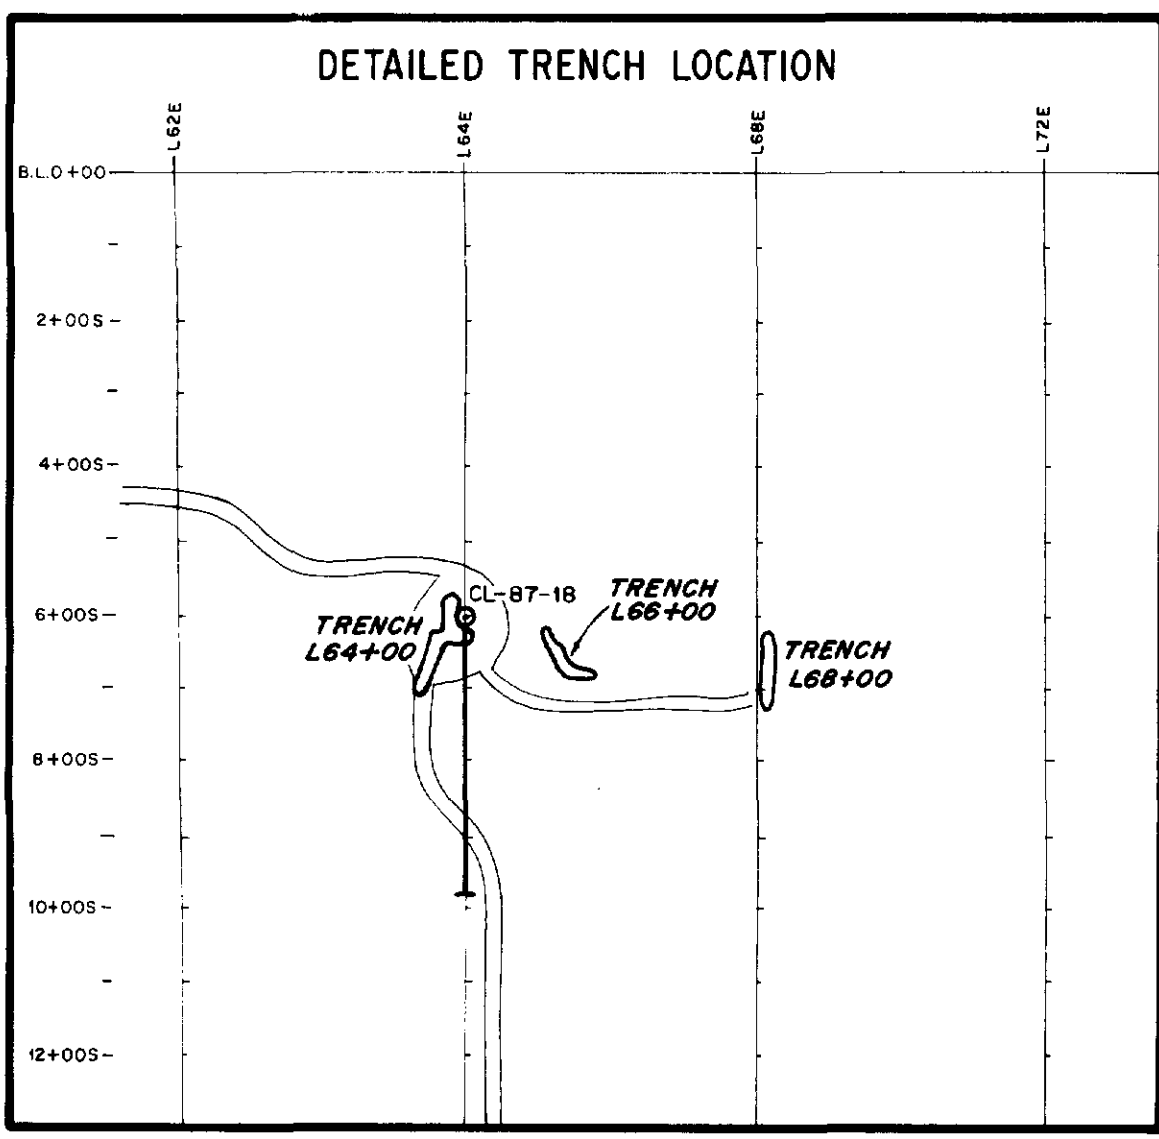 DETAILED TRENCH LOCATION
L62E
L64E
L68E
L72E
B.L.0+00
2+00S
4+00S
CL-87-18
TRENCH
L66+00
6+00S
TRENCH
L64+00
TRENCH
L68+00
8+00S
10+00S
12+00S